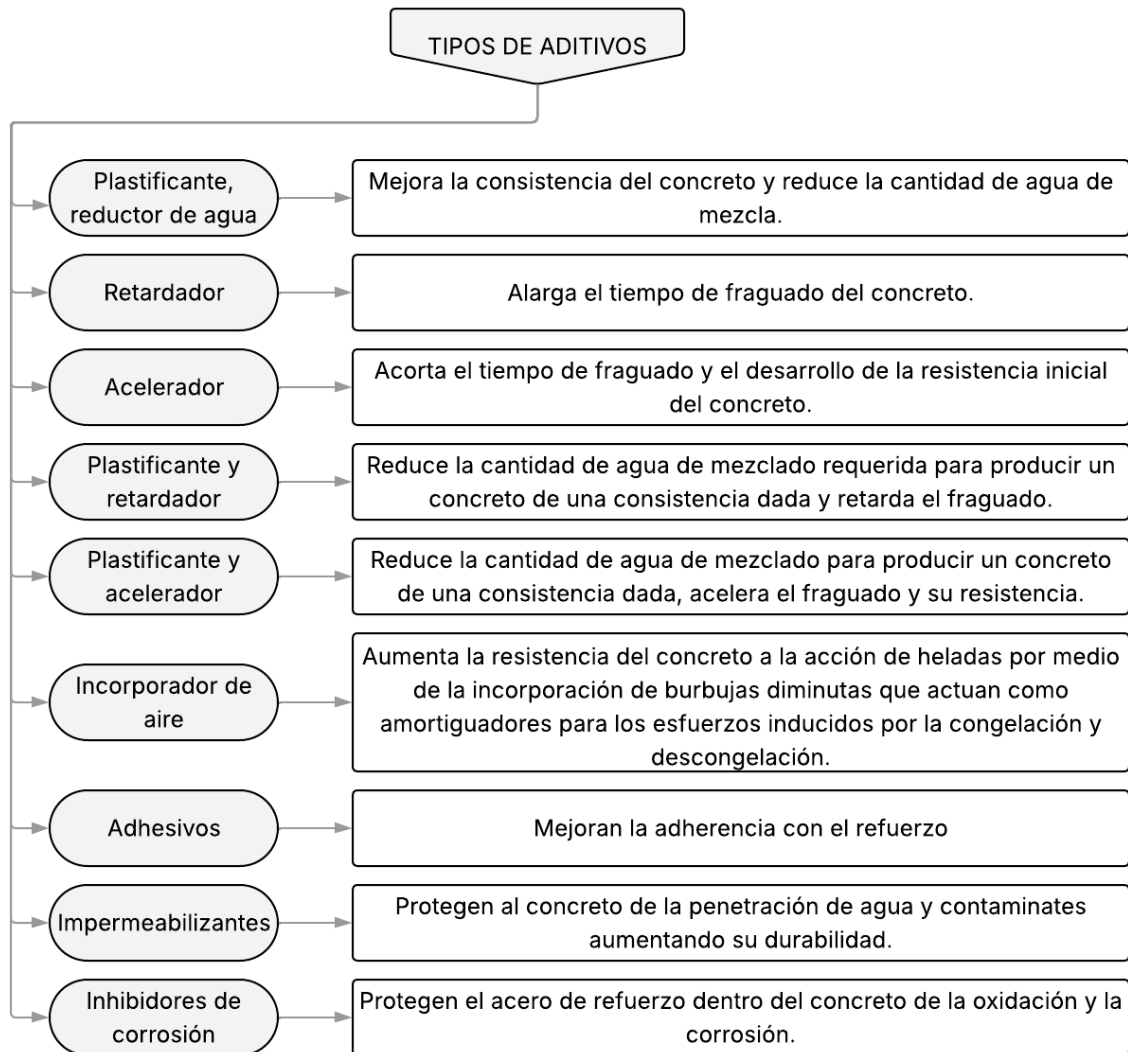 TIPOS DE ADITIVOS
Plastificante,
reductor de agua
Mejora la consistencia del concreto y reduce la cantidad de agua de
mezcla.
Retardador
Alarga el tiempo de fraguado del concreto.
Acelerador
Acorta el tiempo de fraguado y el desarrollo de la resistencia inicial
del concreto.
Plastificante y
retardador
Reduce la cantidad de agua de mezclado requerida para producir un
concreto de una consistencia dada y retarda el fraguado.
Plastificante y
acelerador
Reduce la cantidad de agua de mezclado para producir un concreto
de una consistencia dada, acelera el fraguado y su resistencia.
Incorporador de
aire
Aumenta la resistencia del concreto a la acción de heladas por medio
de la incorporación de burbujas diminutas que actuan como
amortiguadores para los esfuerzos inducidos por la congelación y
descongelación.
Adhesivos
Mejoran la adherencia con el refuerzo
Impermeabilizantes
Protegen al concreto de la penetración de agua y contaminates
aumentando su durabilidad.
Inhibidores de
corrosión
Protegen el acero de refuerzo dentro del concreto de la oxidación y la
corrosión.